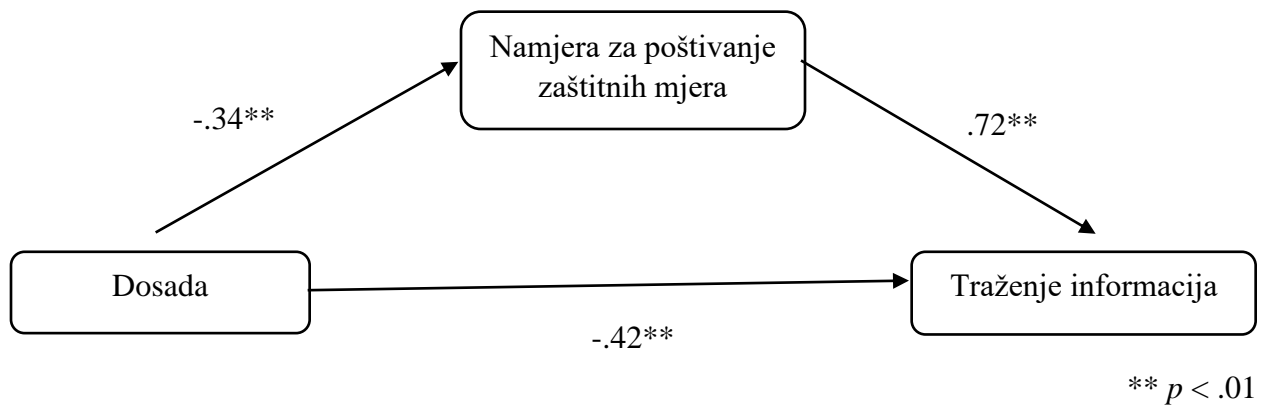 Namjera za poštivanje
zaštitnih mjera
-.34**
.72**
Dosada
Traženje informacija
-.42**
** p < .01